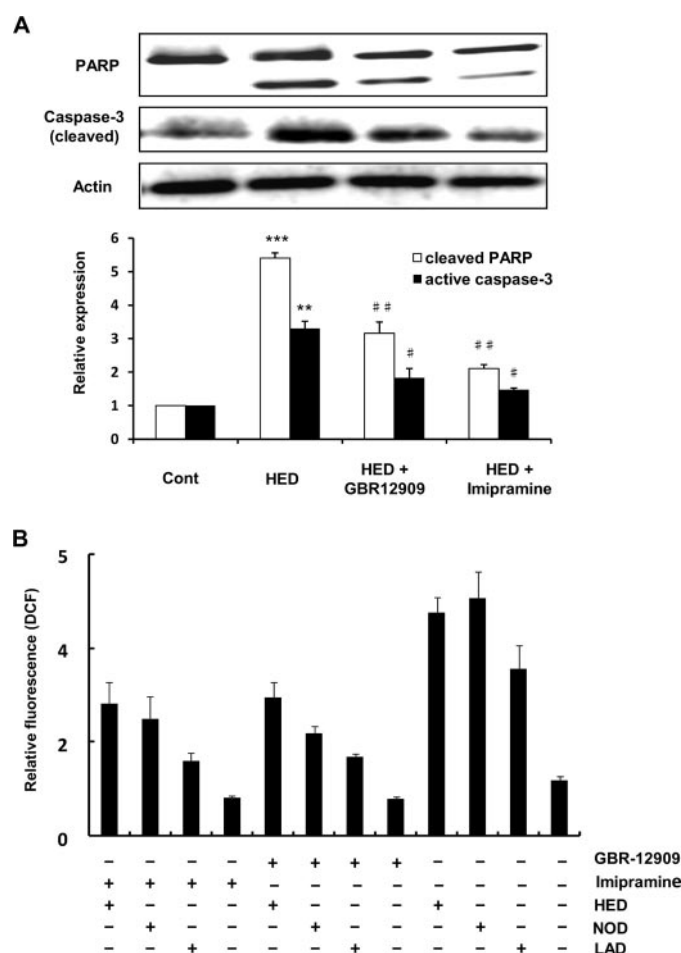 A
PARP
Caspase-3
(cleaved)
Actin
Relative expression
6
5
4
3
2
1
0
***
**
##
#
##
#
cleaved PARP
active caspase-3
Cont
HED
HED +
GBR12909
HED +
Imipramine
B
Relative fluorescence (DCF)
5
4
2
0
− − − − + + + + − − − − GBR-12909
+ + + + − − − − − − − − Imipramine
+ − − − + − − − + − − − HED
− + − − − + − − − + − − NOD
− − + − − − + − − − + − LAD